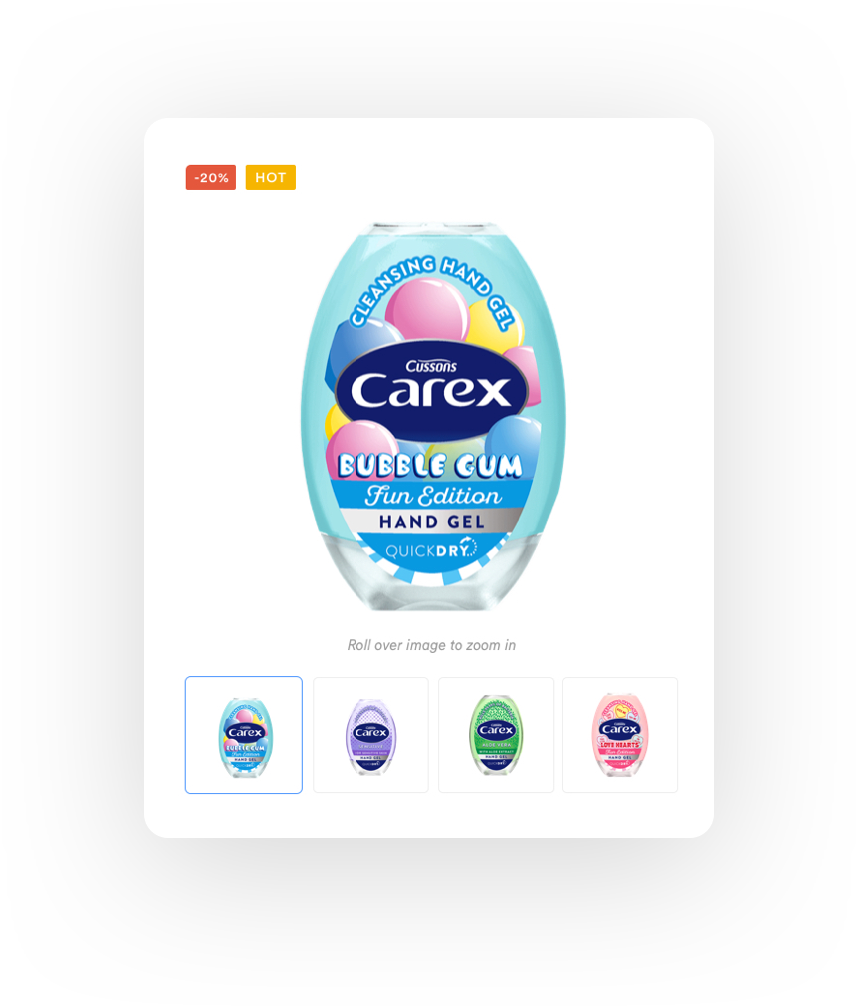 -20% HOT
CLEANSING HAND GEL
Cussons
Carex
BUBBLE GUM
Fun Edition
HAND GEL
QUICKDRY
Roll over image to zoom in
Carex
BUBBLE GUM
Fun Edition
HAND GEL
Carex
HAND GEL
Carex
ALOE VERA
HAND GEL
Carex
LOVE HEARTS
Fun Edition
HAND GEL